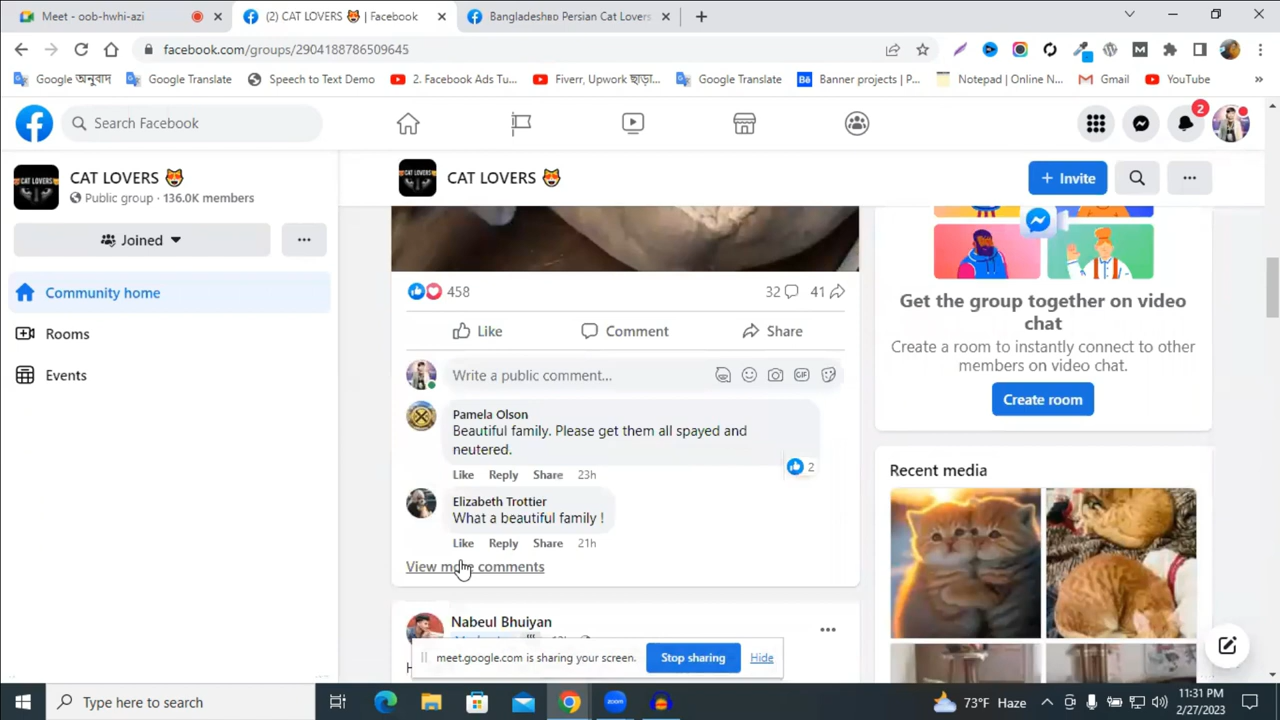 Meet - oob-hwhi-azi
(2) CAT LOVERS 😻 | Facebook
Bangladeshвɒ Persian Cat Lovers
facebook.com/groups/2904188786509645
Google অনুবাদ
Google Translate
Speech to Text Demo
2. Facebook Ads Tu...
Fiverr, Upwork ছাড়া...
Google Translate
Bē Banner projects | P...
Notepad | Online N...
Gmail
YouTube
»
Search Facebook
2
CAT LOVERS 😻
Public group · 136.0K members
CAT LOVERS
CAT LOVERS 😻
+ Invite
Joined
Community home
Rooms
Events
458
32
41
Like
Comment
Share
Write a public comment...
GIF
Pamela Olson
Beautiful family. Please get them all spayed and
neutered.
2
Like Reply Share 23h
Elizabeth Trottier
What a beautiful family !
Like Reply Share 21h
View more comments
Nabeul Bhuiyan
Get the group together on video
chat
Create a room to instantly connect to other
members on video chat.
Create room
Recent media
meet.google.com is sharing your screen.
Stop sharing
Hide
Type here to search
zoom
73°F Haze
11:31 PM
2/27/2023